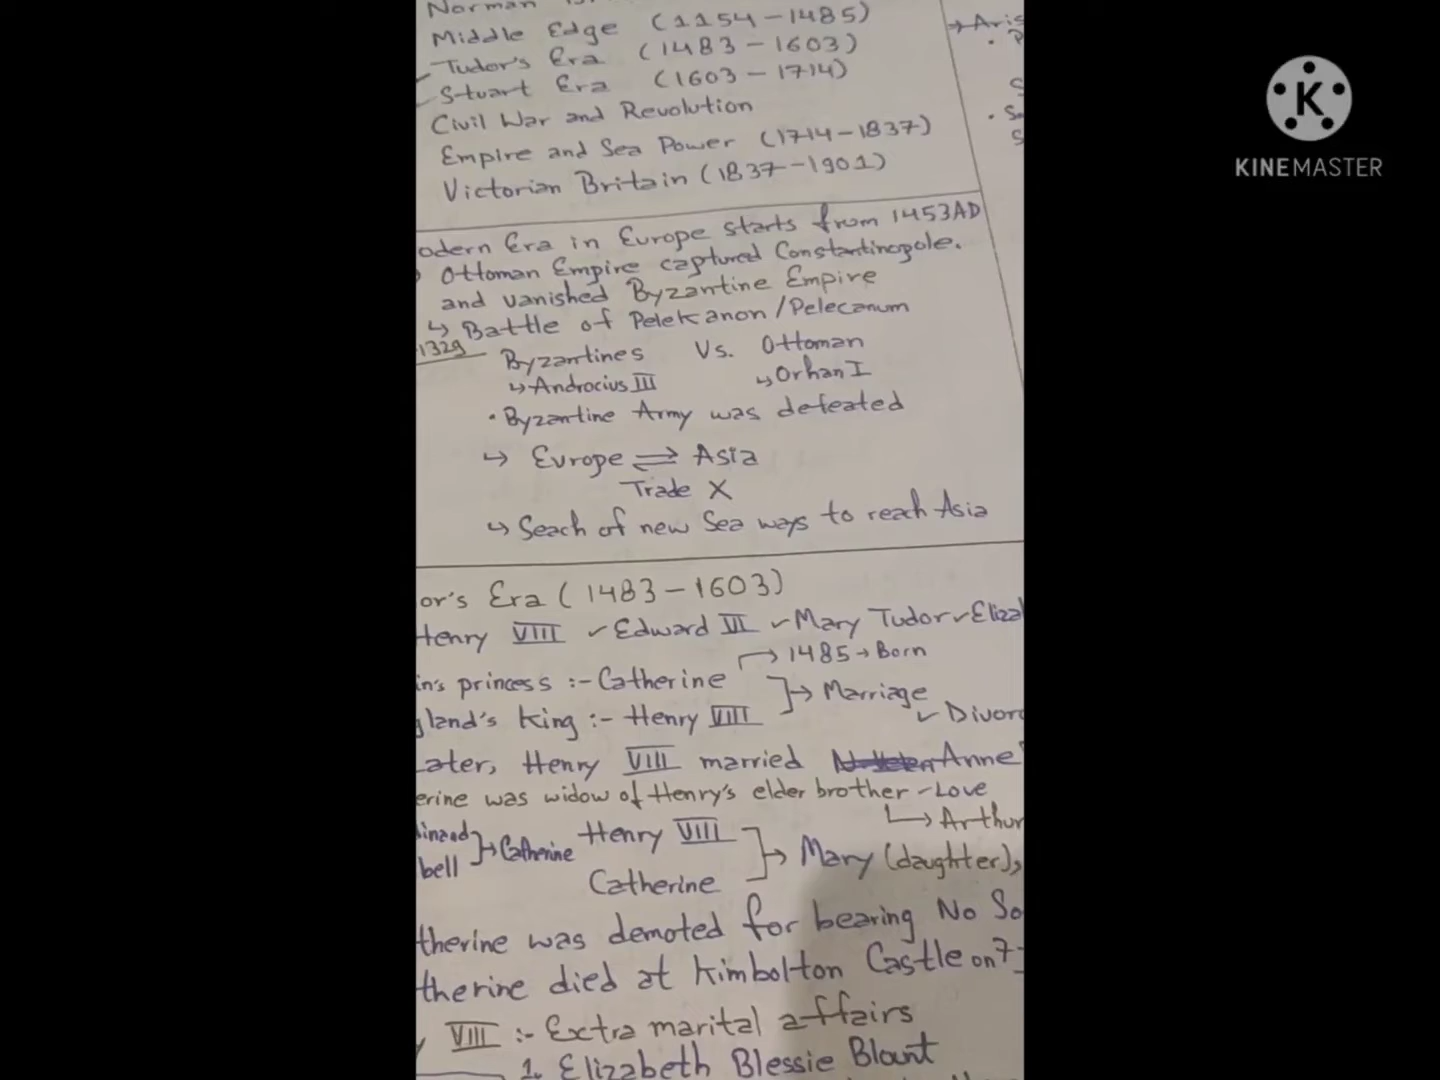 Norman
Middle Edge (1154-1485)
Tudor's Era (1483-1603)
Stuart Era (1603-1714)
Civil War and Revolution
Empire and Sea Power (1714-1837)
Victorian Britain (1837-1901)
→Aris
odern Era in Europe starts from 1453AD
Ottoman Empire captured Constantinopole.
and vanished Byzantine Empire
↳ Battle of Pelekanon/Pelecanum
1329
Byzantines Vs. Ottoman
↳Androcius III ↳Orhan I
• Byzantine Army was defeated
↳ Europe ⇌ Asia
Trade X
↳ Seach of new Sea ways to reach Asia
or's Era (1483-1603)
Henry VIII ✓Edward VI ✓Mary Tudor✓Eliza
→ 1485→Born
in's princess :- Catherine
gland's King :- Henry VIII ]→ Marriage
✓ Divorc
Later, Henry VIII married Anne
erine was widow of Henry's elder brother -Love
↳ Arthur
dinand
bell ]→Catherine
Henry VIII
Catherine ]→ Mary (daughter),
therine was demoted for bearing No So
therine died at Kimbolton Castle on 7
VIII :- Extra marital affairs
1. Elizabeth Blessie Blount
K
KINEMASTER